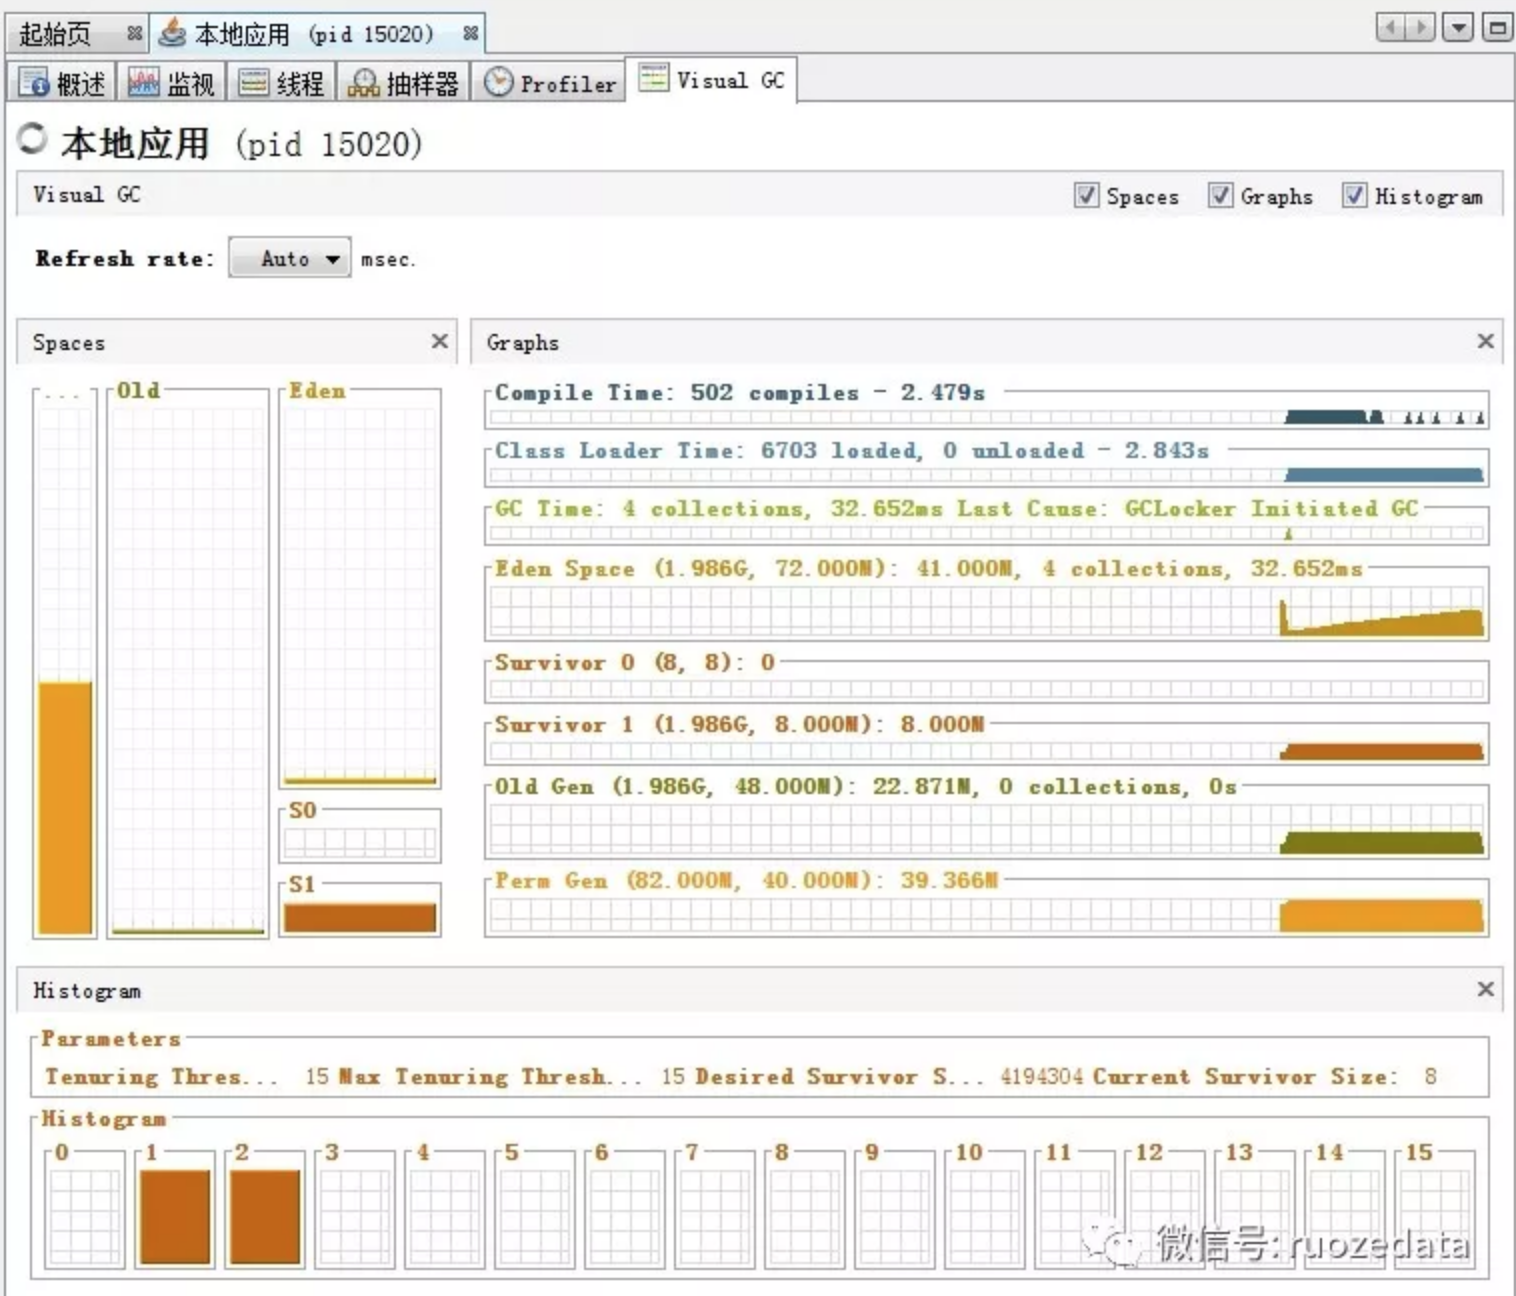 起始页 本地应用 (pid 15020)
概述 监视 线程 抽样器 Profiler Visual GC
本地应用 (pid 15020)
Visual GC Spaces Graphs Histogram
Refresh rate: Auto msec.
Spaces
... Old Eden
S0
S1
Graphs
Compile Time: 502 compiles - 2.479s
Class Loader Time: 6703 loaded, 0 unloaded - 2.843s
GC Time: 4 collections, 32.652ms Last Cause: GCLocker Initiated GC
Eden Space (1.986G, 72.000M): 41.000M, 4 collections, 32.652ms
Survivor 0 (8, 8): 0
Survivor 1 (1.986G, 8.000M): 8.000M
Old Gen (1.986G, 48.000M): 22.871M, 0 collections, 0s
Perm Gen (82.000M, 40.000M): 39.366M
Histogram
Parameters
Tenuring Thres... 15 Max Tenuring Thresh... 15 Desired Survivor S... 4194304 Current Survivor Size: 8
Histogram
0 1 2 3 4 5 6 7 8 9 10 11 12 13 14 15
微信号: ruozedata